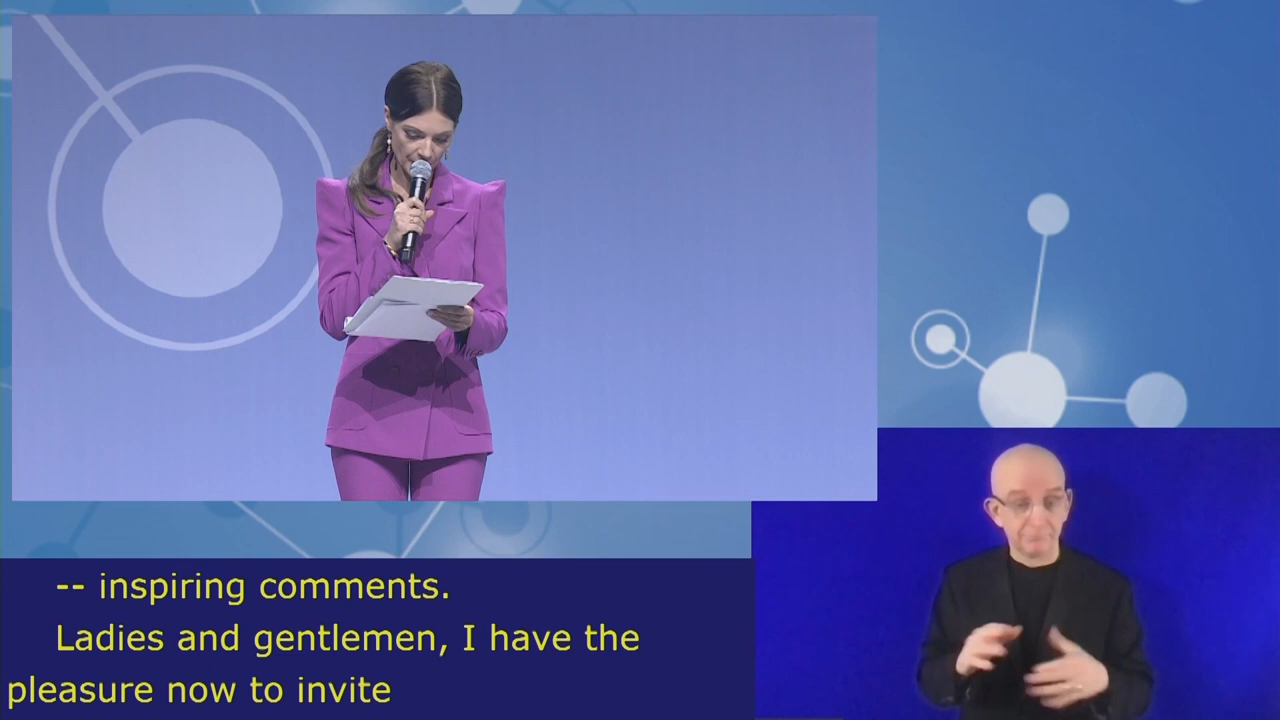 -- inspiring comments.
Ladies and gentlemen, I have the
pleasure now to invite